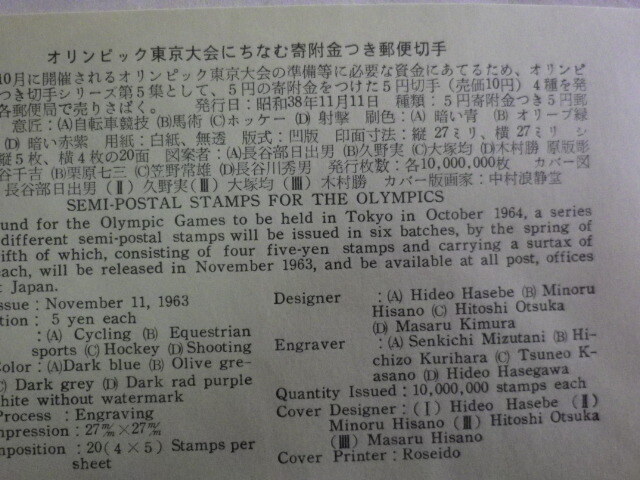 オリンピック東京大会にちなむ寄附金つき郵便切手
10月に開催されるオリンピック東京大会の準備等に必要な資金にあてるため、オリンピ
つき切手シリーズ第5集として、5円の寄附金をつけた5円切手(売価10円)4種を発
各郵便局で売りさばく。 発行日:昭和38年11月11日 種類:5円寄附金つき5円郵
意匠:(A)自転車競技 (B)馬術 (C)ホッケー (D)射撃 刷色:(A)暗い青 (B)オリーブ緑
(D)暗い赤紫 用紙:白紙、無透 版式:凹版 印面寸法:縦27ミリ、横27ミリ シ
縦5枚、横4枚の20面 図案者:(A)長谷部日出男 (B)久野実 (C)大塚均 (D)木村勝 原版彫
谷千吉 (B)栗原七三 (C)笠野常雄 (D)長谷川秀男 発行枚数:各10,000,000枚 カバー図
長谷部日出男(Ⅱ)久野実(Ⅲ)大塚均(Ⅲ)木村勝 カバー版画家:中村浪静堂
SEMI-POSTAL STAMPS FOR THE OLYMPICS
und for the Olympic Games to be held in Tokyo in October 1964, a series
different semi-postal stamps will be issued in six batches, by the spring of
ifth of which, consisting of four five-yen stamps and carrying a surtax of
each, will be released in November 1963, and be available at all post, offices
t Japan.
ssue : November 11, 1963
tion : 5 yen each
: (A) Cycling (B) Equestrian
sports (C) Hockey (D) Shooting
Color : (A) Dark blue (B) Olive gre-
(C) Dark grey (D) Dark rad purple
hite without watermark
Process : Engraving
mpression : 27m/m×27m/m
mposition : 20(4×5) Stamps per
sheet
Designer : (A) Hideo Hasebe (B) Minoru
Hisano (C) Hitoshi Otsuka
(D) Masaru Kimura
Engraver : (A) Senkichi Mizutani (B) Hi-
chizo Kurihara (C) Tsuneo K-
asano (D) Hideo Hasegawa
Quantity Issued : 10,000,000 stamps each
Cover Designer : (Ⅰ) Hideo Hasebe (Ⅱ)
Minoru Hisano (Ⅲ) Hitoshi Otsuka
(Ⅲ) Masaru Hisano
Cover Printer : Roseido